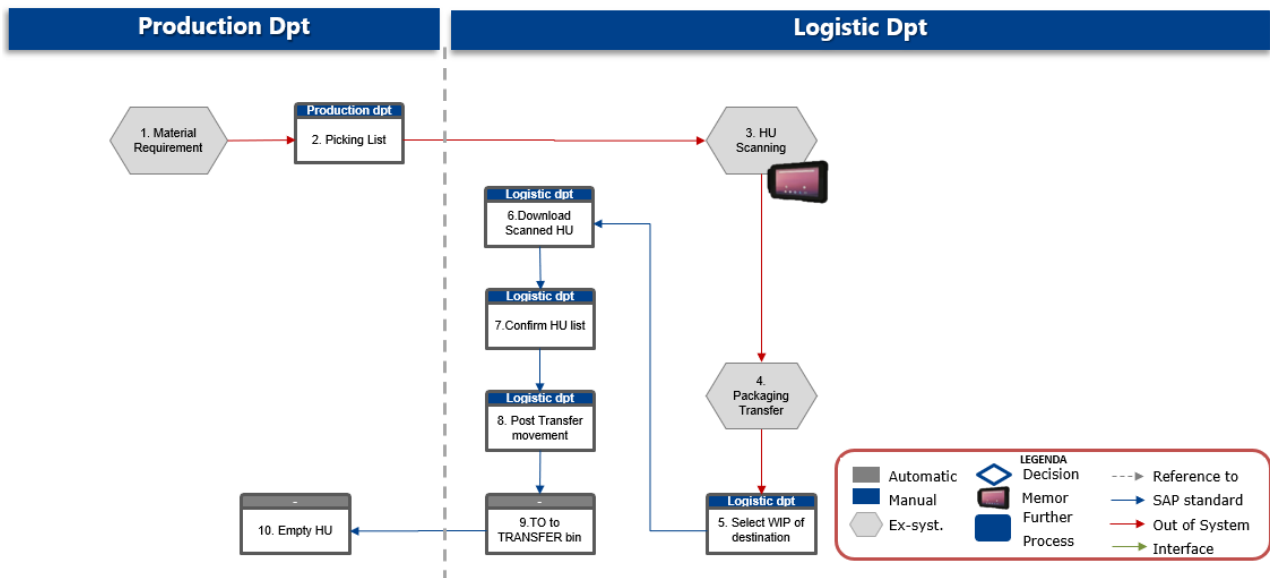 Production Dpt
Logistic Dpt
1. Material
Requirement
Production dpt
2. Picking List
3. HU
Scanning
Logistic dpt
6.Download
Scanned HU
Logistic dpt
7.Confirm HU list
4.
Packaging
Transfer
Logistic dpt
8. Post Transfer
movement
-
10. Empty HU
-
9.TO to
TRANSFER bin
Logistic dpt
5. Select WIP of
destination
LEGENDA
Automatic
Manual
Ex-syst.
Decision
Memor
Further
Process
Reference to
SAP standard
Out of System
Interface